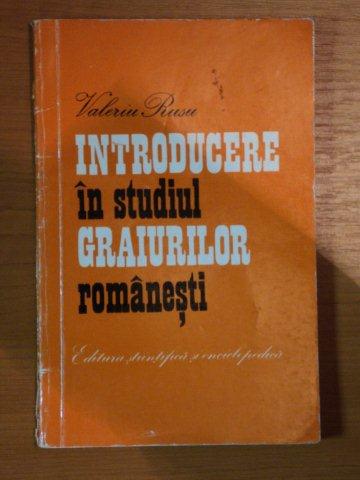 Valeriu Rusu
INTRODUCERE
în studiul
GRAIURILOR
românești
Editura științifică și enciclopedică